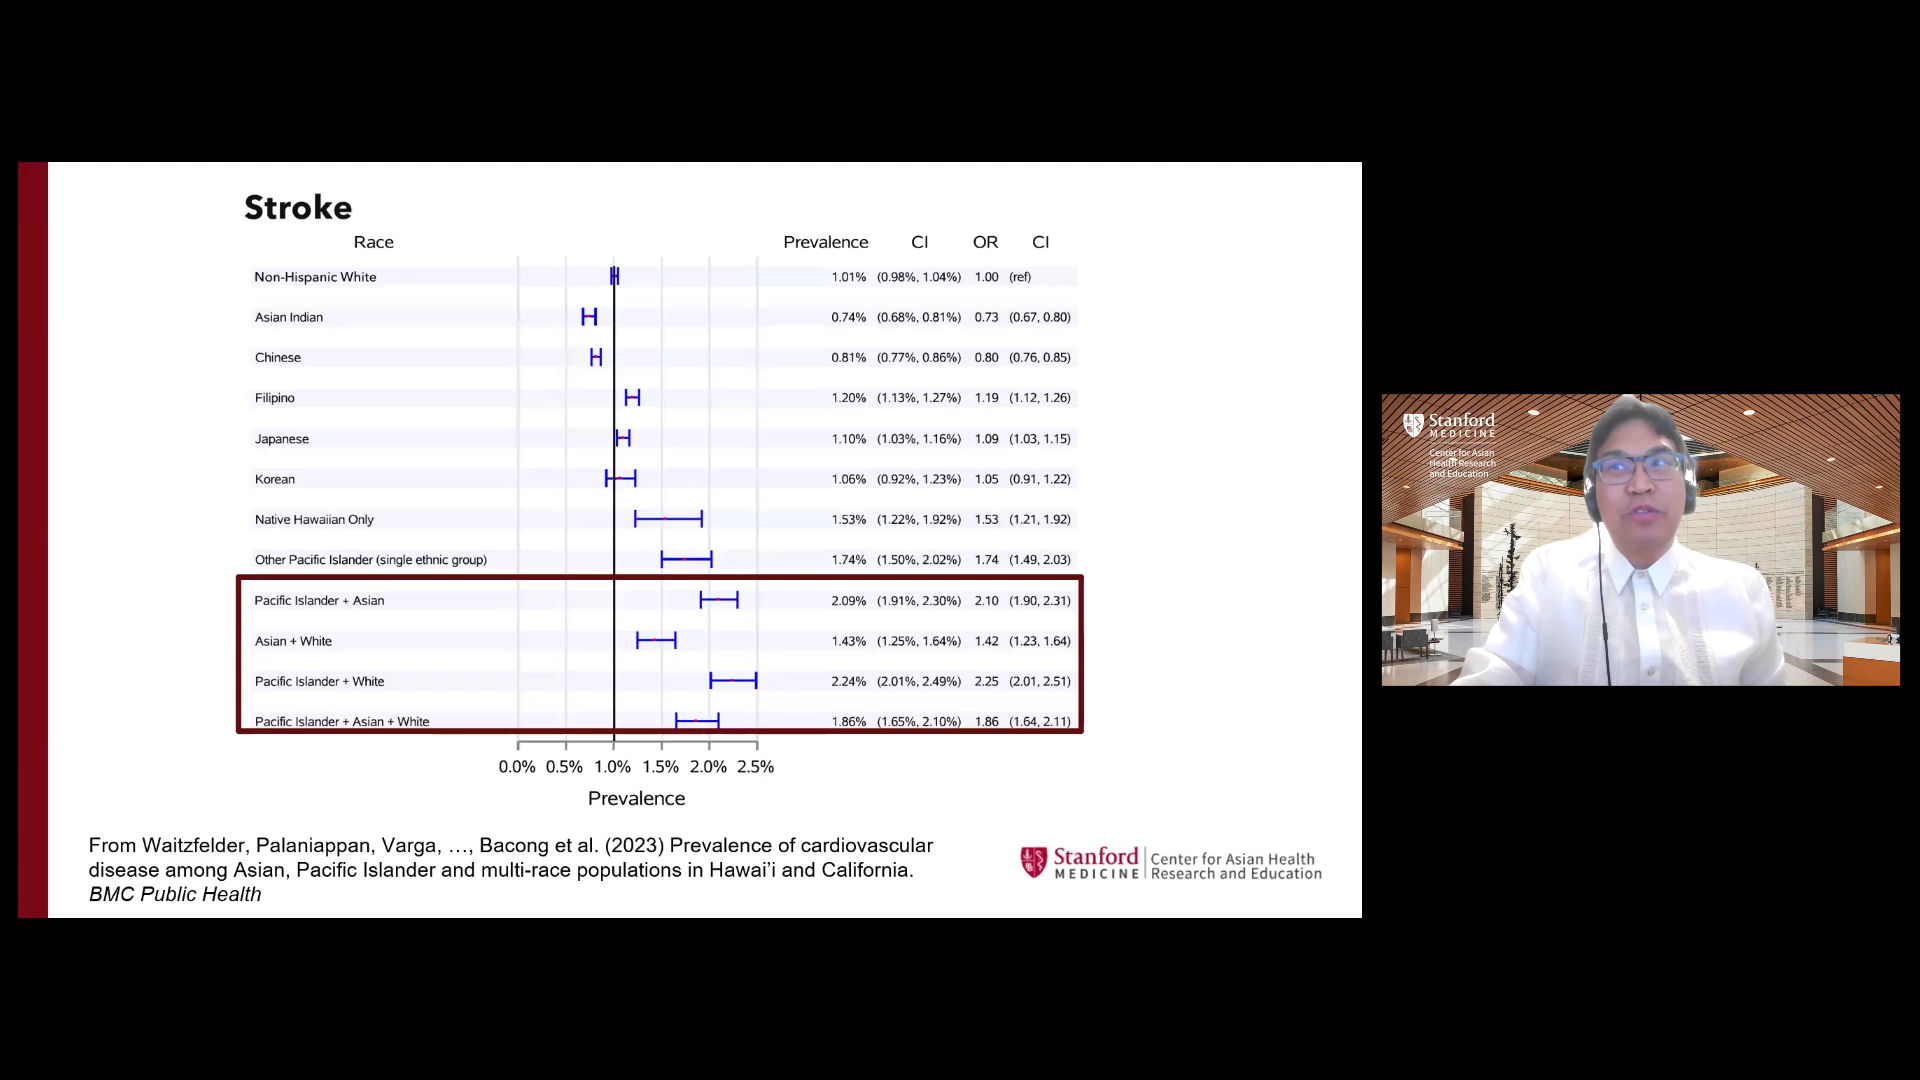 Stroke
Race Prevalence CI OR CI
Non-Hispanic White 1.01% (0.98%, 1.04%) 1.00 (ref)
Asian Indian 0.74% (0.68%, 0.81%) 0.73 (0.67, 0.80)
Chinese 0.81% (0.77%, 0.86%) 0.80 (0.76, 0.85)
Filipino 1.20% (1.13%, 1.27%) 1.19 (1.12, 1.26)
Japanese 1.10% (1.03%, 1.16%) 1.09 (1.03, 1.15)
Korean 1.06% (0.92%, 1.23%) 1.05 (0.91, 1.22)
Native Hawaiian Only 1.53% (1.22%, 1.92%) 1.53 (1.21, 1.92)
Other Pacific Islander (single ethnic group) 1.74% (1.50%, 2.02%) 1.74 (1.49, 2.03)
Pacific Islander + Asian 2.09% (1.91%, 2.30%) 2.10 (1.90, 2.31)
Asian + White 1.43% (1.25%, 1.64%) 1.42 (1.23, 1.64)
Pacific Islander + White 2.24% (2.01%, 2.49%) 2.25 (2.01, 2.51)
Pacific Islander + Asian + White 1.86% (1.65%, 2.10%) 1.86 (1.64, 2.11)
0.0% 0.5% 1.0% 1.5% 2.0% 2.5%
Prevalence
From Waitzfelder, Palaniappan, Varga, …, Bacong et al. (2023) Prevalence of cardiovascular
disease among Asian, Pacific Islander and multi-race populations in Hawai’i and California.
BMC Public Health
Stanford
MEDICINE
Center for Asian Health
Research and Education
Stanford
MEDICINE
Center for Asian
Health Research
and Education